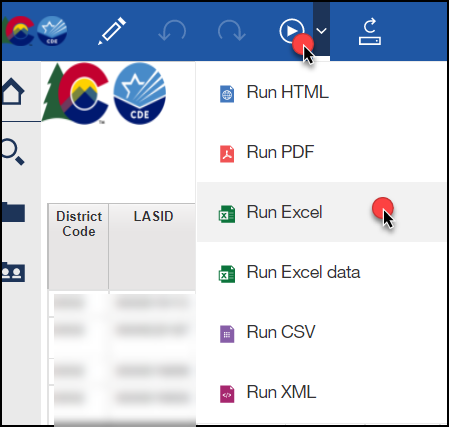 CDE
CDE
Run HTML
Run PDF
District
Code
LASID
Run Excel
Run Excel data
Run CSV
Run XML